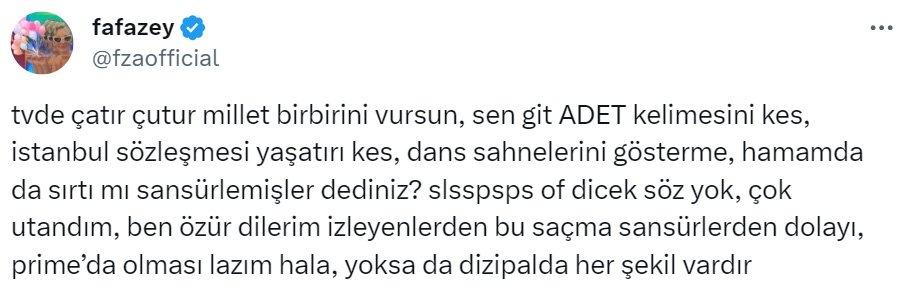 fafazey
@fzaofficial
tvde çatır çutur millet birbirini vursun, sen git ADET kelimesini kes,
istanbul sözleşmesi yaşatırı kes, dans sahnelerini gösterme, hamamda
da sırtı mı sansürlemişler dediniz? slsspsps of dicek söz yok, çok
utandım, ben özür dilerim izleyenlerden bu saçma sansürlerden dolayı,
prime’da olması lazım hala, yoksa da dizipalda her şekil vardır